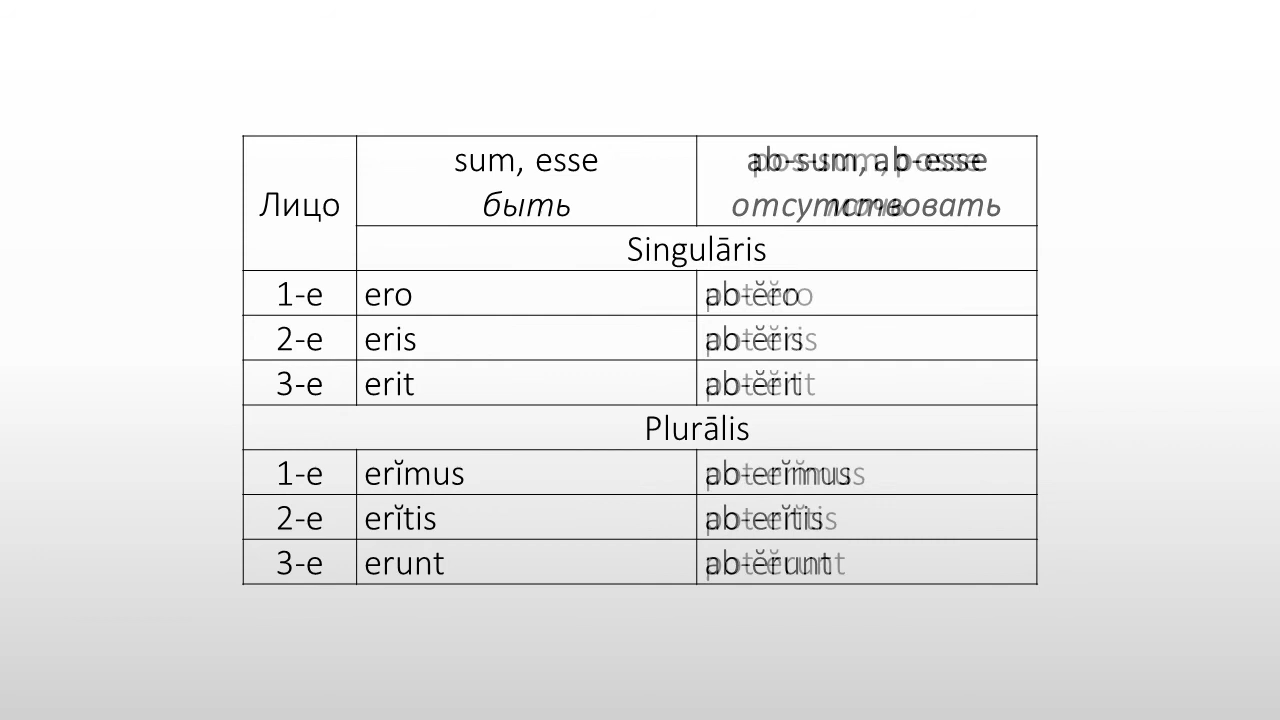 Лицо
sum, esse
быть
ab-sum, ab-esse
отсутствовать
Singulāris
1-е ero ab-ĕro
2-е eris ab-ĕris
3-е erit ab-ĕrit
Plurālis
1-е erĭmus ab-erĭmus
2-е erĭtis ab-erĭtis
3-е erunt ab-ĕrunt